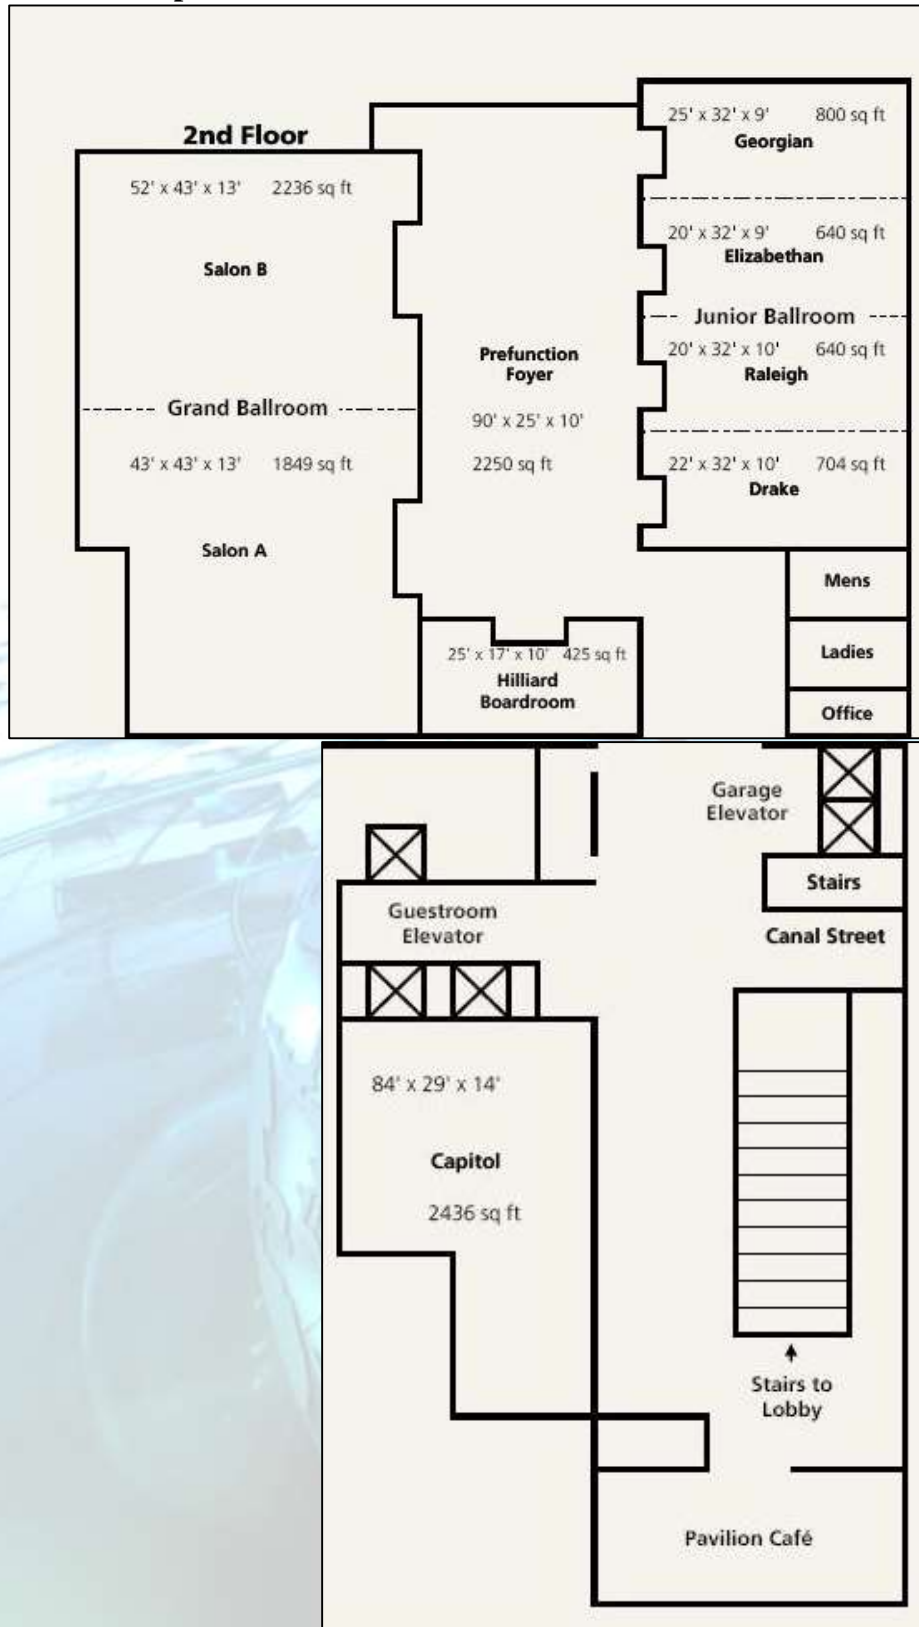 2nd Floor
52' x 43' x 13' 2236 sq ft
Salon B
Grand Ballroom
43' x 43' x 13' 1849 sq ft
Salon A
Prefunction
Foyer
90' x 25' x 10'
2250 sq ft
25' x 17' x 10' 425 sq ft
Hilliard
Boardroom
25' x 32' x 9' 800 sq ft
Georgian
20' x 32' x 9' 640 sq ft
Elizabethan
Junior Ballroom
20' x 32' x 10' 640 sq ft
Raleigh
22' x 32' x 10' 704 sq ft
Drake
Mens
Ladies
Office
Garage
Elevator
Stairs
Guestroom
Elevator
Canal Street
84' x 29' x 14'
Capitol
2436 sq ft
Stairs to
Lobby
Pavilion Café